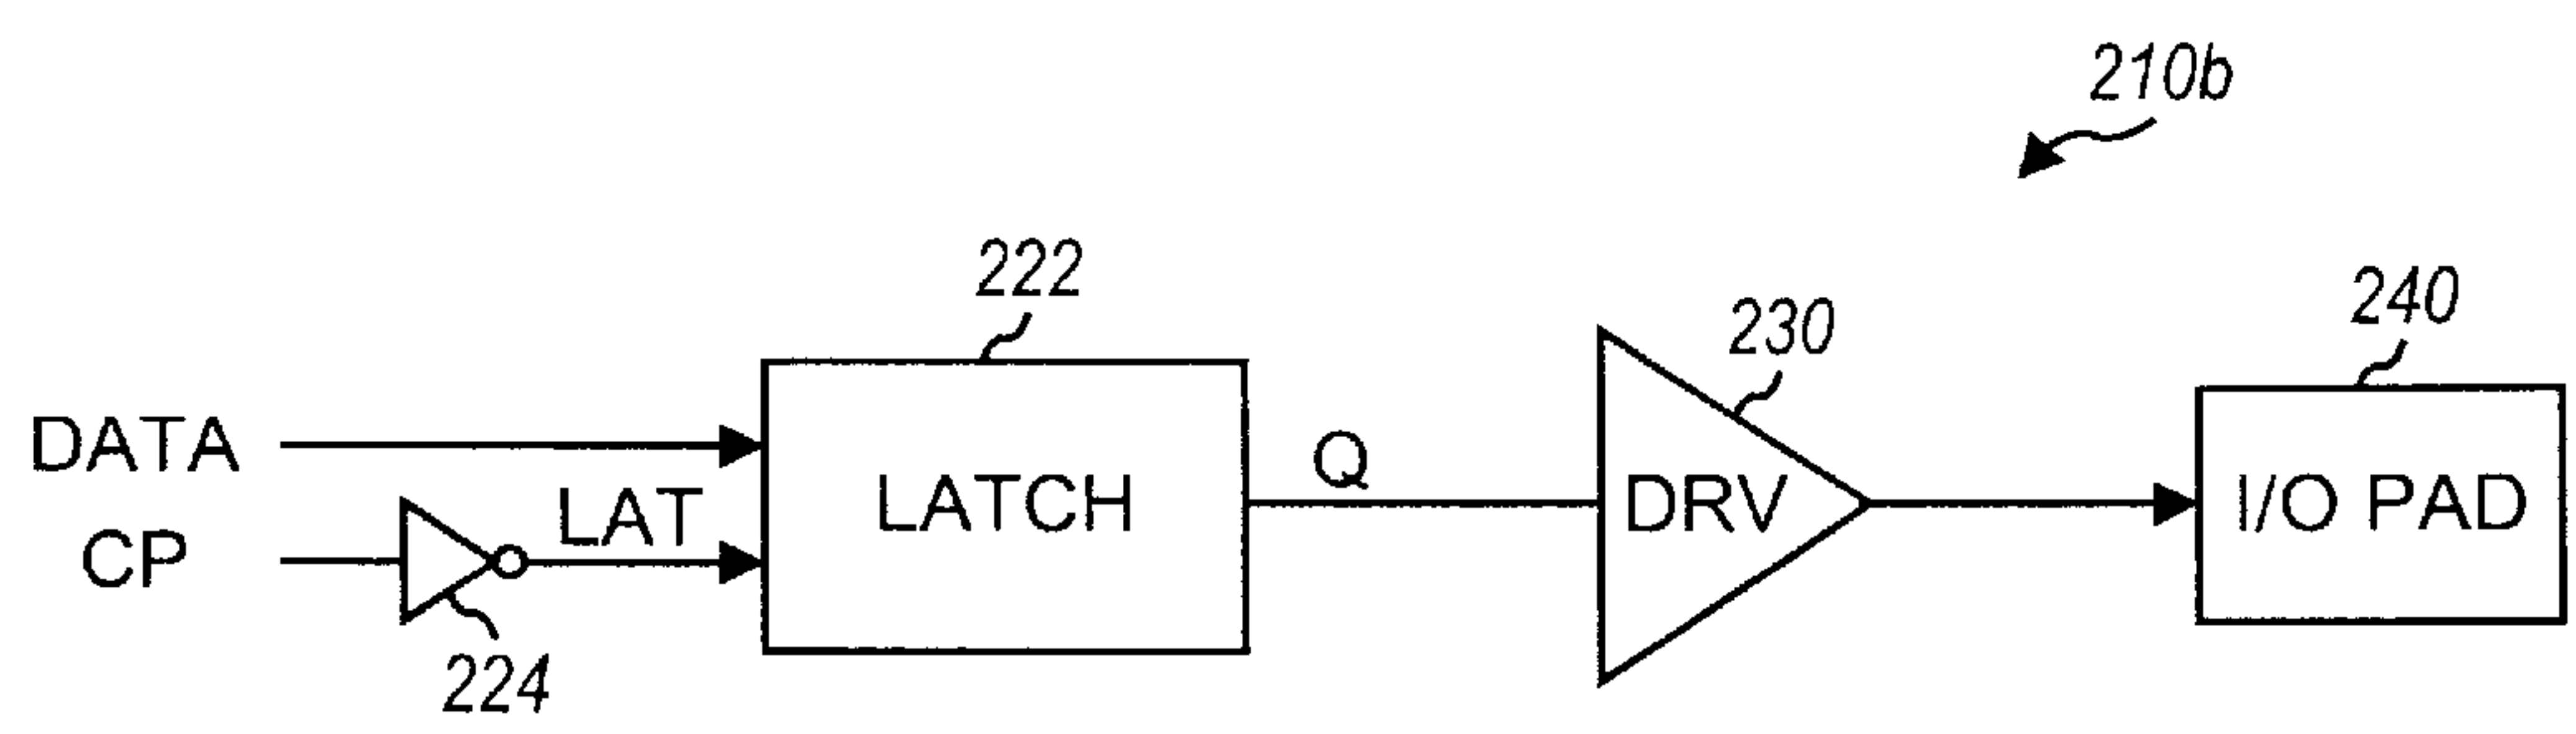 210b
222
240
230
DATA
LAT
Q
LATCH
DRV
I/O PAD
CP
224